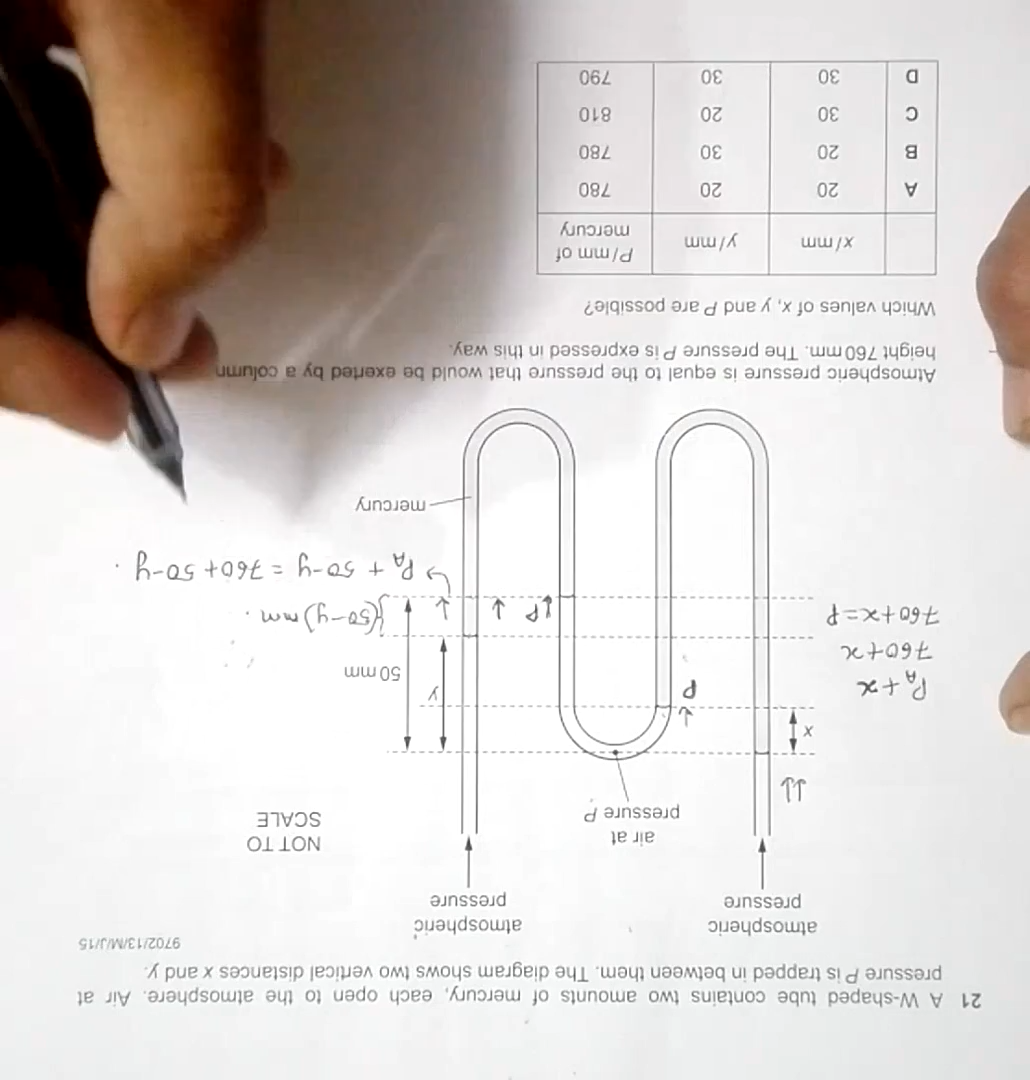 21 A W-shaped tube contains two amounts of mercury, each open to the atmosphere. Air at
pressure P is trapped in between them. The diagram shows two vertical distances x and y.
9702/13/M/J/15
atmospheric
pressure
atmospheric
pressure
air at
pressure P
NOT TO
SCALE
x
y
50 mm
P
P_A + x
760+x
760+x=P
P
{(50-y) mm.
P_A + 50-y = 760+50-y.
mercury
Atmospheric pressure is equal to the pressure that would be exerted by a column
height 760 mm. The pressure P is expressed in this way.
Which values of x, y and P are possible?
x/mm y/mm P/mm of
mercury
A 20 20 780
B 20 30 780
C 30 20 810
D 30 30 790